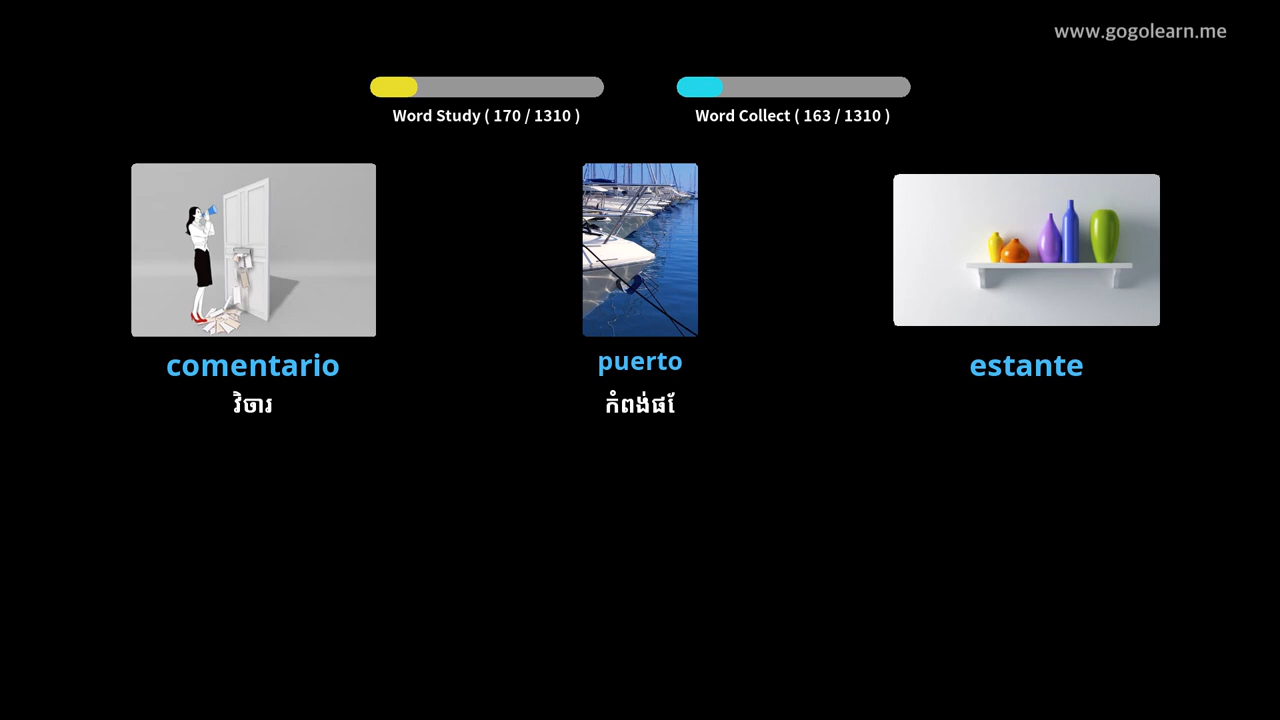 www.gogolearn.me
Word Study ( 170 / 1310 )
Word Collect ( 163 / 1310 )
comentario
puerto
estante
វិចារ
កំពង់ផែ